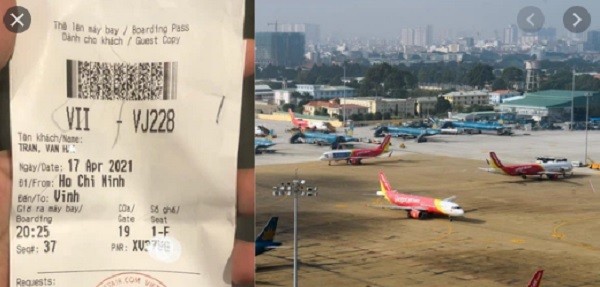 Thẻ lên máy bay / Boarding Pass
Dành cho khách / Guest Copy
VII - VJ228
Tên khách/Name:
TRAN, VAN
Ngày/Date: 17 Apr 2021
Đi/From: Ho Chi Minh
Đến/To: Vinh
Giờ ra máy bay/ Cửa/ Số ghế/
Boarding Gate Seat
20:25 19 1-F
Seq#: 37 PNR:
Requests: